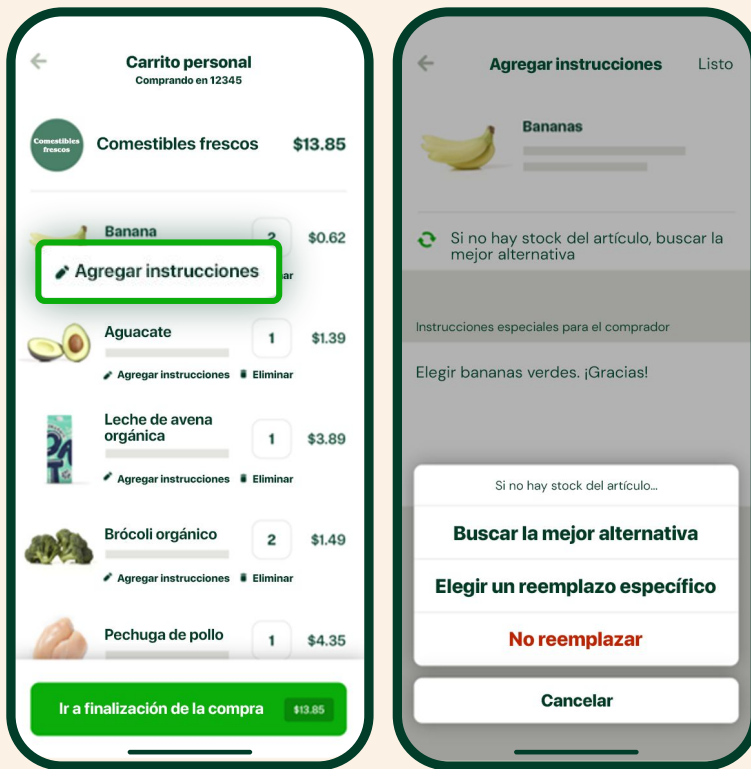 Carrito personal
Comprando en 12345
Comestibles
frescos
Comestibles frescos $13.85
Banana 2 $0.62
Agregar instrucciones
Aguacate 1 $1.39
Agregar instrucciones Eliminar
Leche de avena
orgánica 1 $3.89
Agregar instrucciones Eliminar
Brócoli orgánico 2 $1.49
Agregar instrucciones Eliminar
Pechuga de pollo 1 $4.35
Ir a finalización de la compra $13.85
Agregar instrucciones Listo
Bananas
Si no hay stock del artículo, buscar la
mejor alternativa
Instrucciones especiales para el comprador
Elegir bananas verdes. ¡Gracias!
Si no hay stock del artículo...
Buscar la mejor alternativa
Elegir un reemplazo específico
No reemplazar
Cancelar